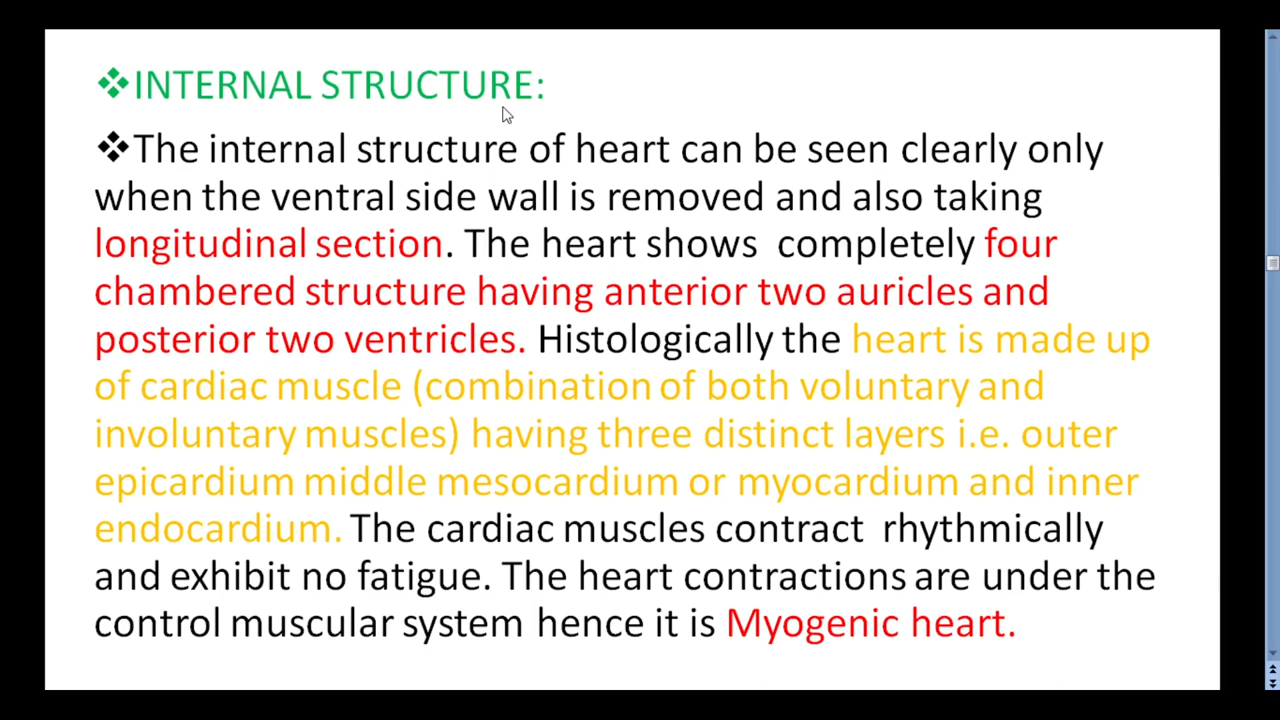 ❖INTERNAL STRUCTURE:
❖The internal structure of heart can be seen clearly only
when the ventral side wall is removed and also taking
longitudinal section. The heart shows completely four
chambered structure having anterior two auricles and
posterior two ventricles. Histologically the heart is made up
of cardiac muscle (combination of both voluntary and
involuntary muscles) having three distinct layers i.e. outer
epicardium middle mesocardium or myocardium and inner
endocardium. The cardiac muscles contract rhythmically
and exhibit no fatigue. The heart contractions are under the
control muscular system hence it is Myogenic heart.